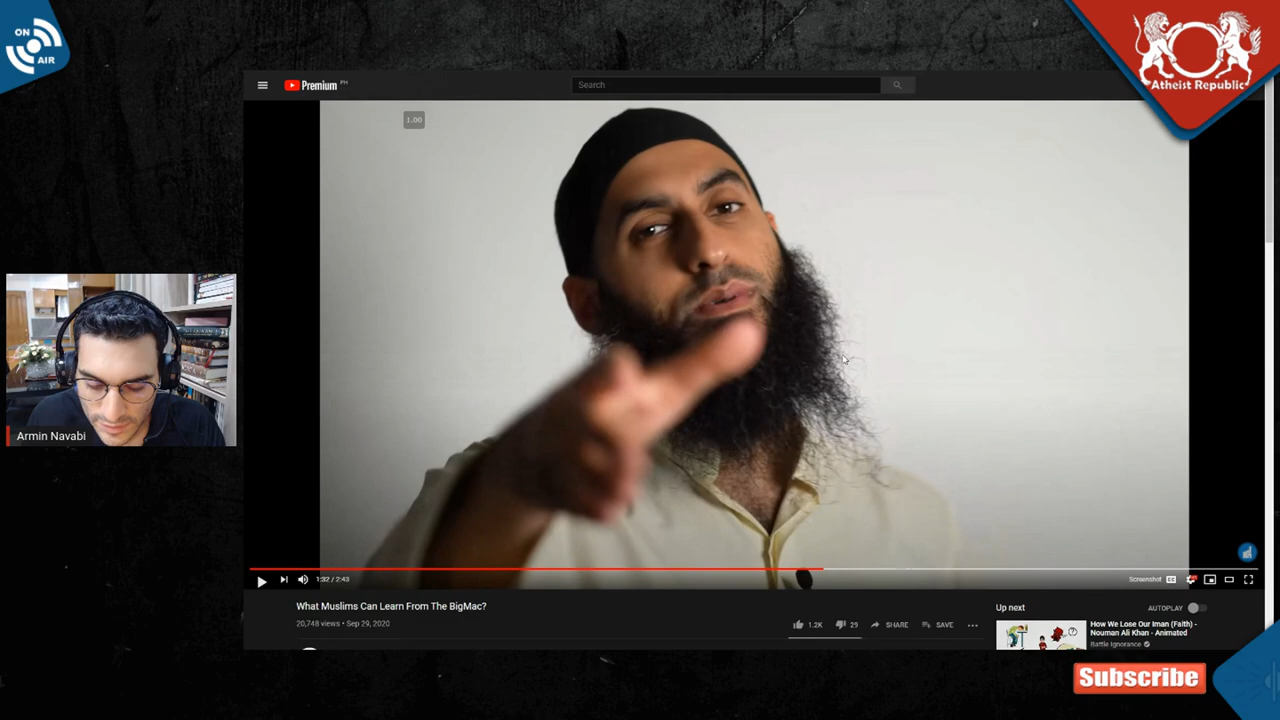 ON
AIR
Premium PH
Search
Atheist Republic
1.00
Armin Navabi
1:32 / 2:43
Screenshot
What Muslims Can Learn From The BigMac?
20,748 views • Sep 29, 2020
1.2K
29
SHARE
SAVE
Up next
AUTOPLAY
How We Lose Our Iman (Faith) -
Nouman Ali Khan - Animated
Battle Ignorance
Subscribe